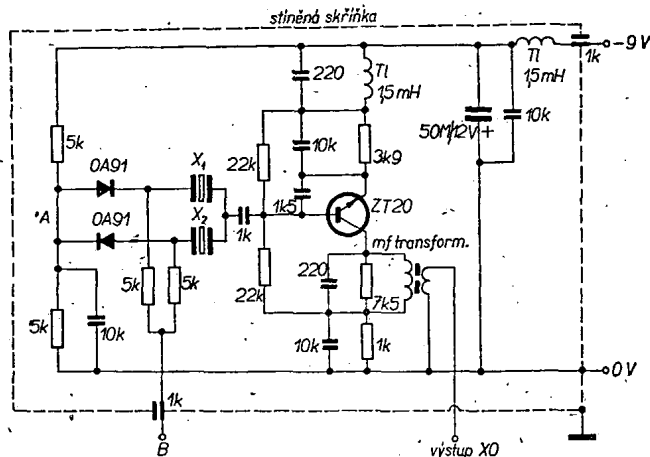 stíněná skříňka
220
Tl
1,5mH
Tl
1,5mH
1k
-9V
5k
22k
10k
3k9
50M/12V +
10k
0A91
X1
1k5
ZT20
*A
0A91
X2
1k
mf transform.
5k
10k
5k
5k
22k
220
7k5
10k
1k
0V
1k
B
výstup XO